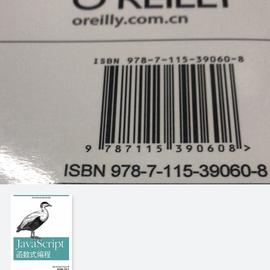 O'REILLY
oreilly.com.cn
ISBN 978-7-115-39060-8
9 787115 390608 >
ISBN 978-7-115-39060-8
JavaScript
函数式编程